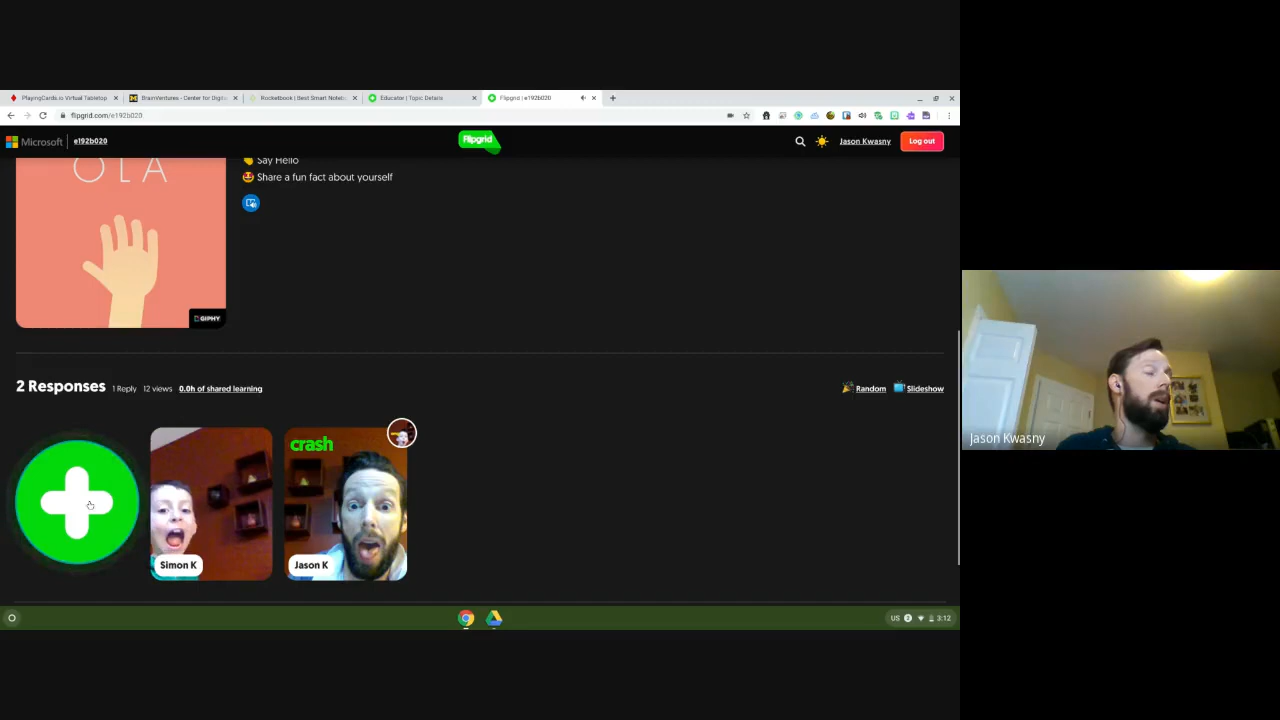 PlayingCards.io Virtual Tabletop
BrainVentures - Center for Digit
Rocketbook | Best Smart Notebo
Educator | Topic Details
Flipgrid | e192b020
flipgrid.com/e192b020
Microsoft
e192b020
Flipgrid
Jason Kwasny
Log out
OLA
👋 Say Hello
🤩 Share a fun fact about yourself
GIPHY
2 Responses 1 Reply 12 views 0.0h of shared learning
Random
Slideshow
crash
Simon K
Jason K
US
3:12
Jason Kwasny